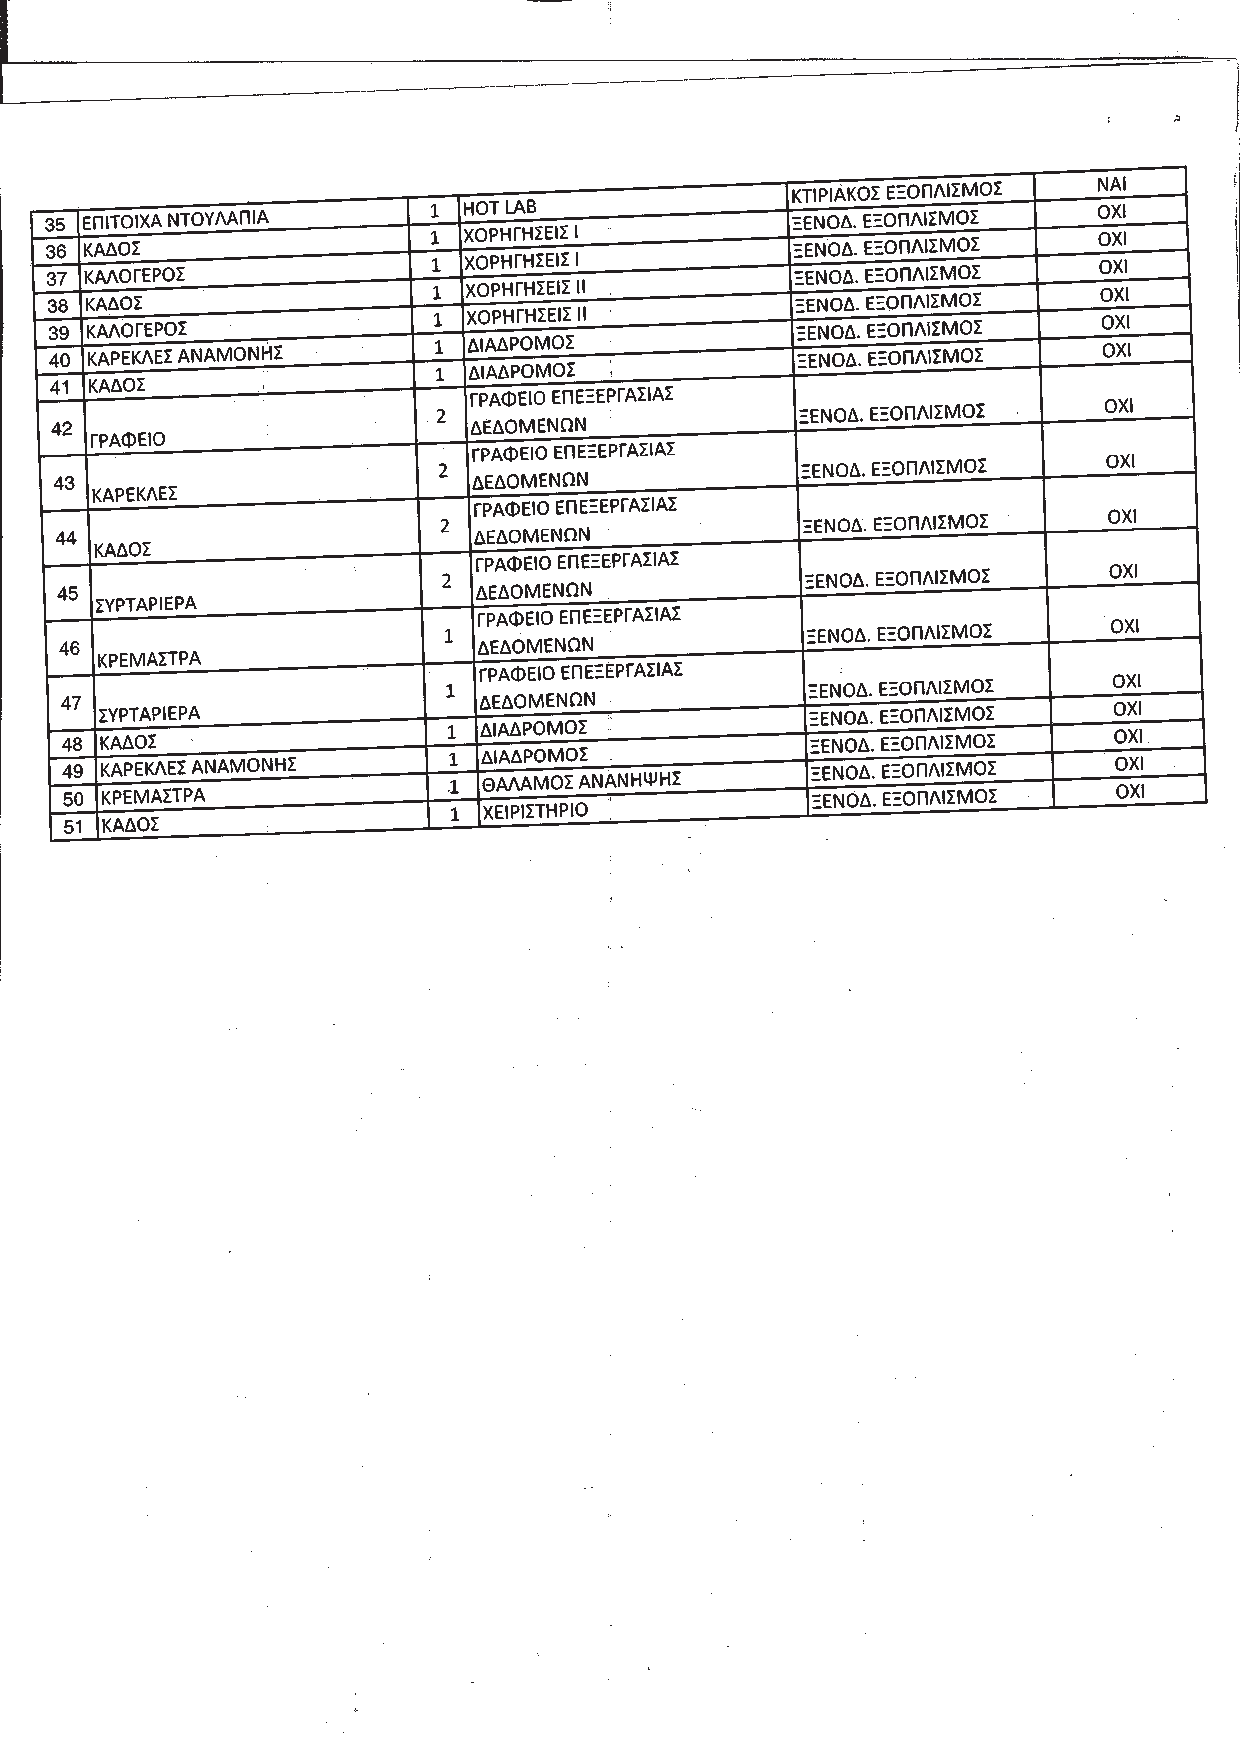 35 ΕΠΙΤΟΙΧΑ ΝΤΟΥΛΑΠΙΑ 1 HOT LAB ΚΤΙΡΙΑΚΟΣ ΕΞΟΠΛΙΣΜΟΣ ΝΑΙ
36 ΚΑΔΟΣ 1 ΧΟΡΗΓΗΣΕΙΣ Ι ΞΕΝΟΔ. ΕΞΟΠΛΙΣΜΟΣ ΟΧΙ
37 ΚΑΛΟΓΕΡΟΣ 1 ΧΟΡΗΓΗΣΕΙΣ Ι ΞΕΝΟΔ. ΕΞΟΠΛΙΣΜΟΣ ΟΧΙ
38 ΚΑΔΟΣ 1 ΧΟΡΗΓΗΣΕΙΣ ΙΙ ΞΕΝΟΔ. ΕΞΟΠΛΙΣΜΟΣ ΟΧΙ
39 ΚΑΛΟΓΕΡΟΣ 1 ΧΟΡΗΓΗΣΕΙΣ ΙΙ ΞΕΝΟΔ. ΕΞΟΠΛΙΣΜΟΣ ΟΧΙ
40 ΚΑΡΕΚΛΕΣ ΑΝΑΜΟΝΗΣ 1 ΔΙΑΔΡΟΜΟΣ ΞΕΝΟΔ. ΕΞΟΠΛΙΣΜΟΣ ΟΧΙ
41 ΚΑΔΟΣ 1 ΔΙΑΔΡΟΜΟΣ ΞΕΝΟΔ. ΕΞΟΠΛΙΣΜΟΣ ΟΧΙ
42 ΓΡΑΦΕΙΟ 2 ΓΡΑΦΕΙΟ ΕΠΕΞΕΡΓΑΣΙΑΣ
ΔΕΔΟΜΕΝΩΝ ΞΕΝΟΔ. ΕΞΟΠΛΙΣΜΟΣ ΟΧΙ
43 ΚΑΡΕΚΛΕΣ 2 ΓΡΑΦΕΙΟ ΕΠΕΞΕΡΓΑΣΙΑΣ
ΔΕΔΟΜΕΝΩΝ ΞΕΝΟΔ. ΕΞΟΠΛΙΣΜΟΣ ΟΧΙ
44 ΚΑΔΟΣ 2 ΓΡΑΦΕΙΟ ΕΠΕΞΕΡΓΑΣΙΑΣ
ΔΕΔΟΜΕΝΩΝ ΞΕΝΟΔ. ΕΞΟΠΛΙΣΜΟΣ ΟΧΙ
45 ΣΥΡΤΑΡΙΕΡΑ 2 ΓΡΑΦΕΙΟ ΕΠΕΞΕΡΓΑΣΙΑΣ
ΔΕΔΟΜΕΝΩΝ ΞΕΝΟΔ. ΕΞΟΠΛΙΣΜΟΣ ΟΧΙ
46 ΚΡΕΜΑΣΤΡΑ 1 ΓΡΑΦΕΙΟ ΕΠΕΞΕΡΓΑΣΙΑΣ
ΔΕΔΟΜΕΝΩΝ ΞΕΝΟΔ. ΕΞΟΠΛΙΣΜΟΣ ΟΧΙ
47 ΣΥΡΤΑΡΙΕΡΑ 1 ΓΡΑΦΕΙΟ ΕΠΕΞΕΡΓΑΣΙΑΣ
ΔΕΔΟΜΕΝΩΝ ΞΕΝΟΔ. ΕΞΟΠΛΙΣΜΟΣ ΟΧΙ
48 ΚΑΔΟΣ 1 ΔΙΑΔΡΟΜΟΣ ΞΕΝΟΔ. ΕΞΟΠΛΙΣΜΟΣ ΟΧΙ
49 ΚΑΡΕΚΛΕΣ ΑΝΑΜΟΝΗΣ 1 ΔΙΑΔΡΟΜΟΣ ΞΕΝΟΔ. ΕΞΟΠΛΙΣΜΟΣ ΟΧΙ
50 ΚΡΕΜΑΣΤΡΑ 1 ΘΑΛΑΜΟΣ ΑΝΑΝΗΨΗΣ ΞΕΝΟΔ. ΕΞΟΠΛΙΣΜΟΣ ΟΧΙ
51 ΚΑΔΟΣ 1 ΧΕΙΡΙΣΤΗΡΙΟ ΞΕΝΟΔ. ΕΞΟΠΛΙΣΜΟΣ ΟΧΙ